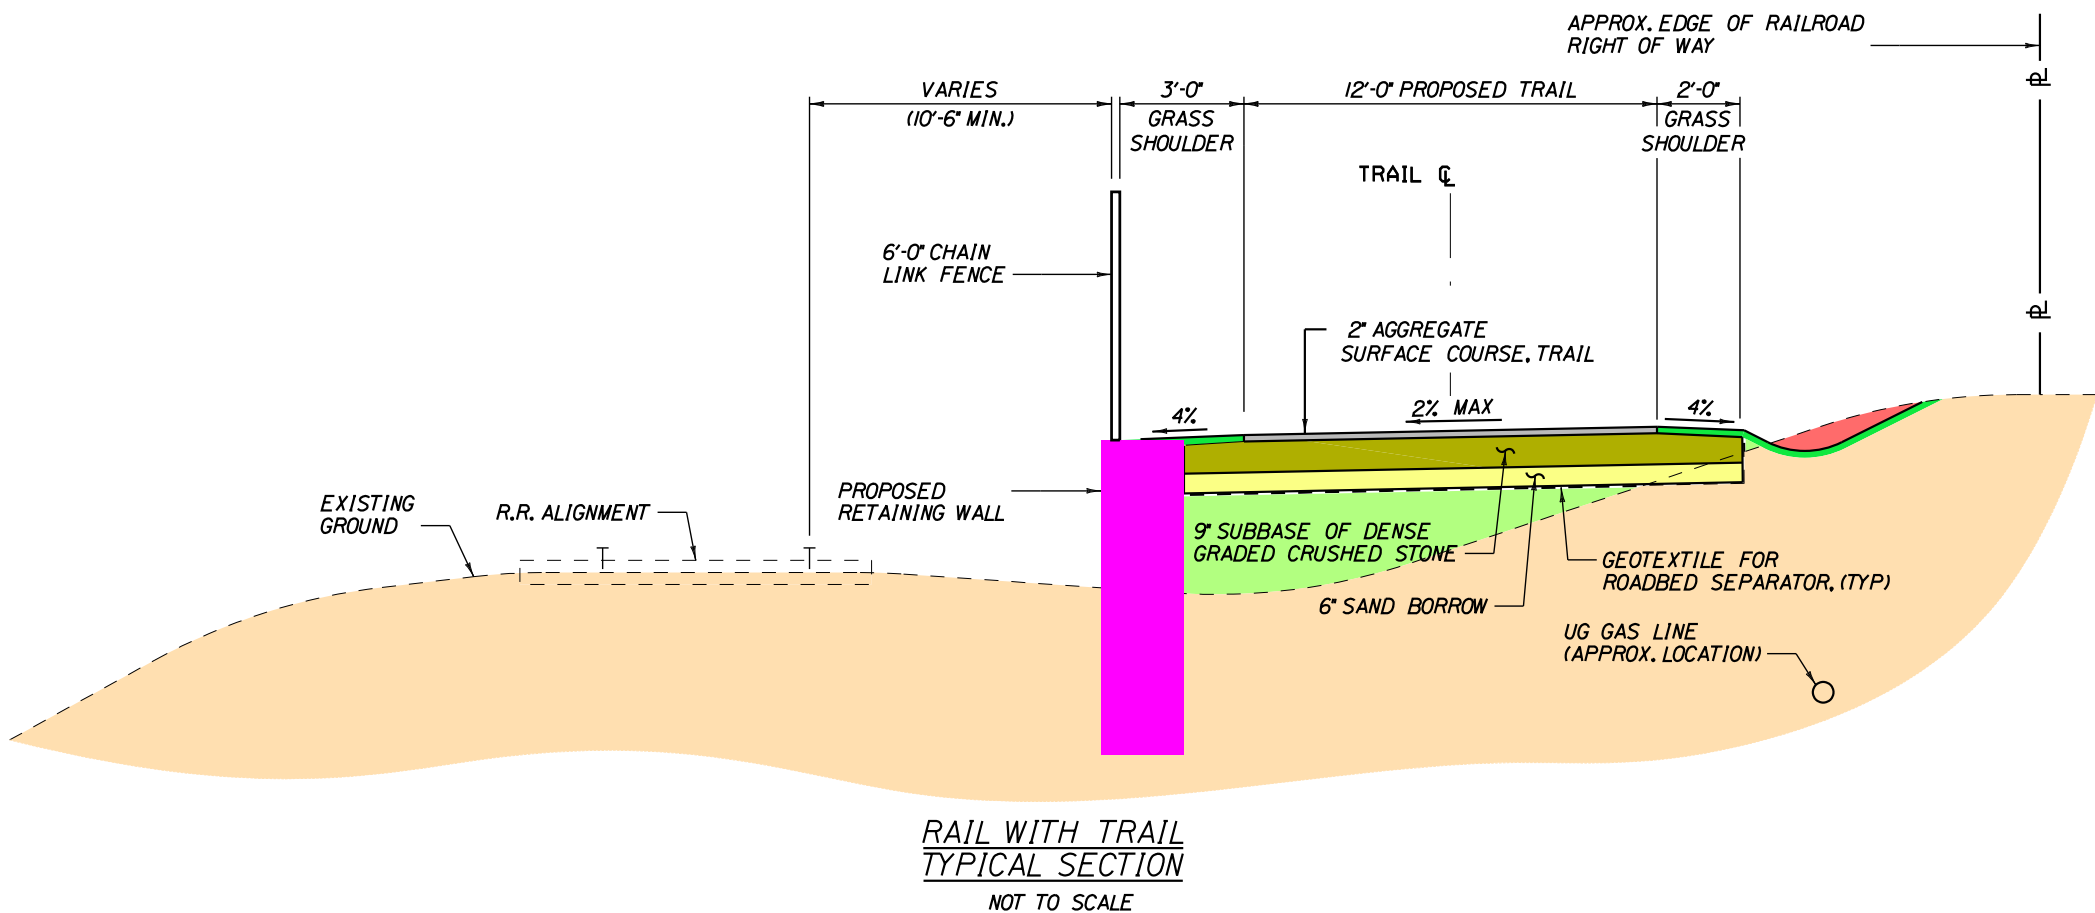 APPROX. EDGE OF RAILROAD
RIGHT OF WAY
VARIES
(10'-6" MIN.)
3'-0"
GRASS
SHOULDER
12'-0" PROPOSED TRAIL
2'-0"
GRASS
SHOULDER
PL
PL
TRAIL CL
6'-0" CHAIN
LINK FENCE
2" AGGREGATE
SURFACE COURSE, TRAIL
4%
2% MAX
4%
PROPOSED
RETAINING WALL
EXISTING
GROUND
R.R. ALIGNMENT
9" SUBBASE OF DENSE
GRADED CRUSHED STONE
GEOTEXTILE FOR
ROADBED SEPARATOR, (TYP)
6" SAND BORROW
UG GAS LINE
(APPROX. LOCATION)
RAIL WITH TRAIL
TYPICAL SECTION
NOT TO SCALE